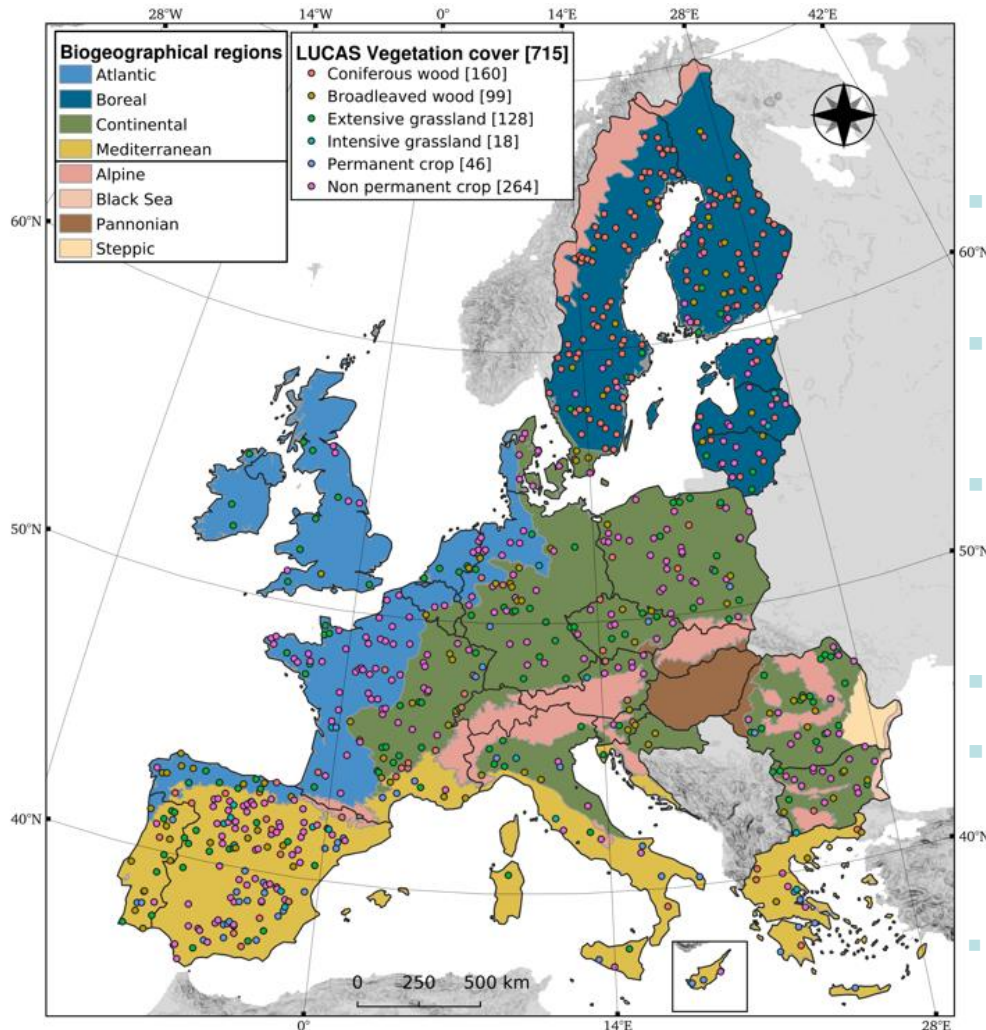 28°W 14°W 0° 14°E 28°E 42°E
Biogeographical regions
Atlantic
Boreal
Continental
Mediterranean
Alpine
Black Sea
Pannonian
Steppic
LUCAS Vegetation cover [715]
Coniferous wood [160]
Broadleaved wood [99]
Extensive grassland [128]
Intensive grassland [18]
Permanent crop [46]
Non permanent crop [264]
60°N 60°N
50°N 50°N
40°N 40°N
0 250 500 km
0° 14°E 28°E